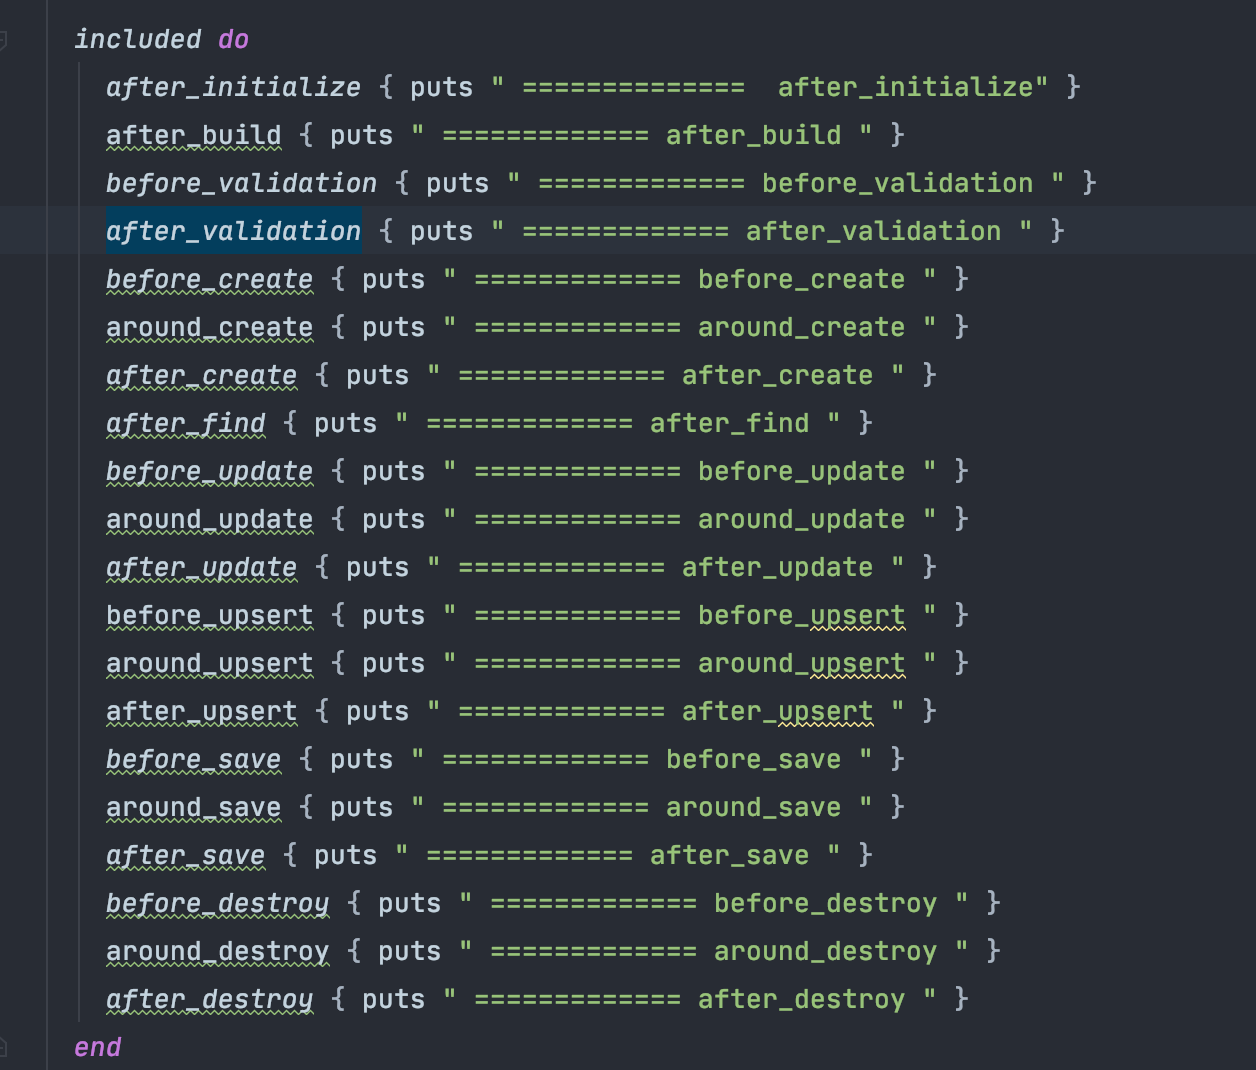 included do
after_initialize { puts " ==============  after_initialize" }
after_build { puts " ============= after_build " }
before_validation { puts " ============= before_validation " }
after_validation { puts " ============= after_validation " }
before_create { puts " ============= before_create " }
around_create { puts " ============= around_create " }
after_create { puts " ============= after_create " }
after_find { puts " ============= after_find " }
before_update { puts " ============= before_update " }
around_update { puts " ============= around_update " }
after_update { puts " ============= after_update " }
before_upsert { puts " ============= before_upsert " }
around_upsert { puts " ============= around_upsert " }
after_upsert { puts " ============= after_upsert " }
before_save { puts " ============= before_save " }
around_save { puts " ============= around_save " }
after_save { puts " ============= after_save " }
before_destroy { puts " ============= before_destroy " }
around_destroy { puts " ============= around_destroy " }
after_destroy { puts " ============= after_destroy " }
end